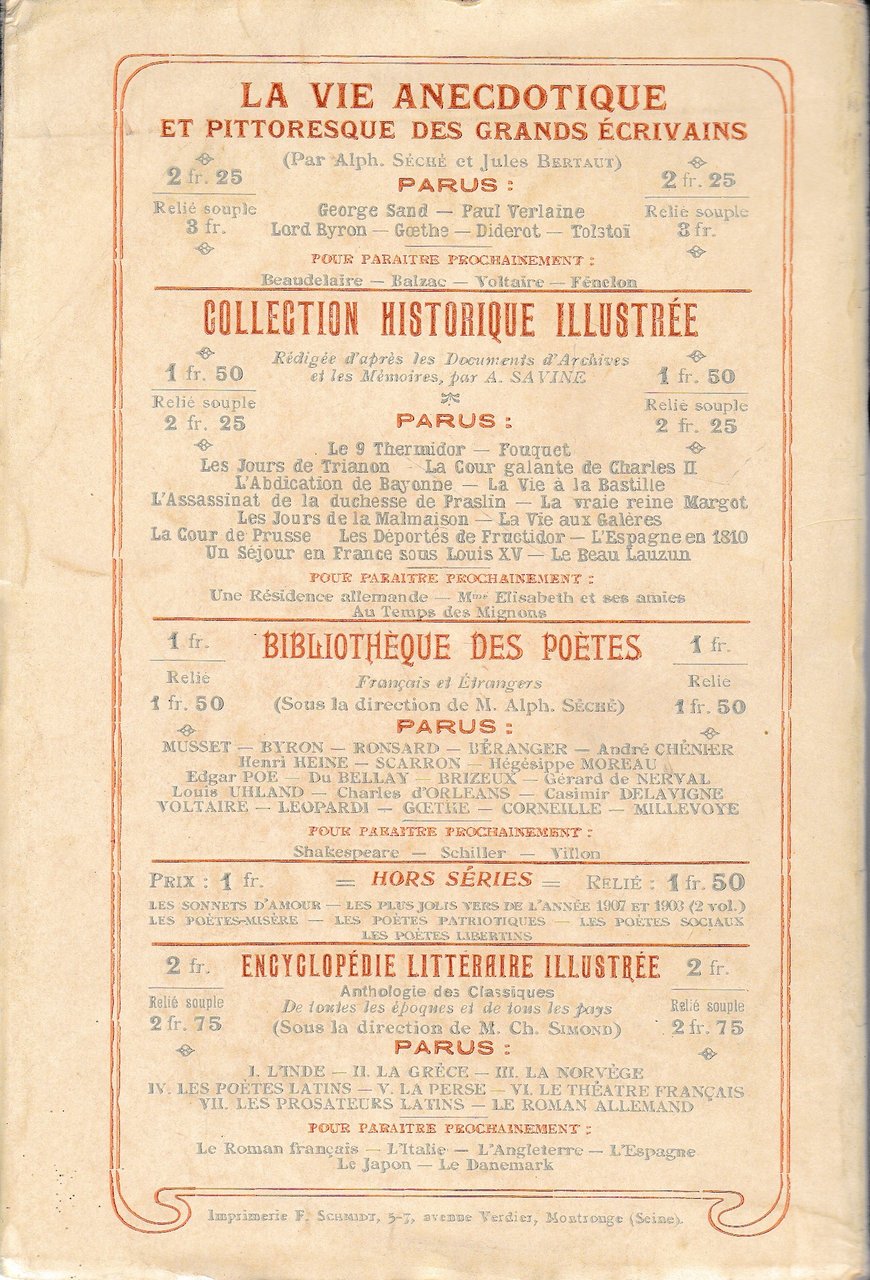 LA VIE ANECDOTIQUE
ET PITTORESQUE DES GRANDS ÉCRIVAINS
(Par Alph. SÉCHÉ et Jules BERTAUT)
2 fr. 25
2 fr. 25
PARUS :
Relié souple
3 fr.
Relié souple
3 fr.
George Sand — Paul Verlaine
Lord Byron — Gœthe — Diderot — Tolstoï
POUR PARAITRE PROCHAINEMENT :
Beaudelaire — Balzac — Voltaire — Fénelon
COLLECTION HISTORIQUE ILLUSTRÉE
1 fr. 50
Rédigée d'après les Documents d'Archives
et les Mémoires, par A. SAVINE
1 fr. 50
Relié souple
2 fr. 25
Relié souple
2 fr. 25
PARUS :
Le 9 Thermidor — Fouquet
Les Jours de Trianon - La Cour galante de Charles II
L'Abdication de Bayonne — La Vie à la Bastille
L'Assassinat de la duchesse de Praslin — La vraie reine Margot
Les Jours de la Malmaison — La Vie aux Galères
La Cour de Prusse Les Déportés de Fructidor — L'Espagne en 1810
Un Séjour en France sous Louis XV — Le Beau Lauzun
POUR PARAITRE PROCHAINEMENT :
Une Résidence allemande — Mme Elisabeth et ses amies
Au Temps des Mignons
1 fr.
BIBLIOTHÈQUE DES POÈTES
1 fr.
Relié
1 fr. 50
Français et Étrangers
(Sous la direction de M. Alph. SÉCHÉ)
Relié
1 fr. 50
PARUS :
MUSSET — BYRON — RONSARD — BÉRANGER — André CHÉNIER
Henri HEINE — SCARRON — Hégésippe MOREAU
Edgar POE — Du BELLAY — BRIZEUX — Gérard de NERVAL
Louis UHLAND — Charles d'ORLEANS — Casimir DELAVIGNE
VOLTAIRE — LEOPARDI — GŒTHE — CORNEILLE — MILLEVOYE
POUR PARAITRE PROCHAINEMENT :
Shakespeare — Schiller — Villon
PRIX : 1 fr. = HORS SÉRIES = RELIÉ : 1 fr. 50
LES SONNETS D'AMOUR — LES PLUS JOLIS VERS DE L'ANNÉE 1907 ET 1908 (2 vol.)
LES POÈTES-MISÈRE — LES POÈTES PATRIOTIQUES — LES POÈTES SOCIAUX
LES POÈTES LIBERTINS
2 fr.
ENCYCLOPÉDIE LITTÉRAIRE ILLUSTRÉE
2 fr.
Relié souple
2 fr. 75
Anthologie des Classiques
De toutes les époques et de tous les pays
(Sous la direction de M. Ch. SIMOND)
Relié souple
2 fr. 75
PARUS :
I. L'INDE — II. LA GRÈCE — III. LA NORVÈGE
IV. LES POÈTES LATINS — V. LA PERSE — VI. LE THÉATRE FRANÇAIS
VII. LES PROSATEURS LATINS — LE ROMAN ALLEMAND
POUR PARAITRE PROCHAINEMENT :
Le Roman français — L'Italie — L'Angleterre — L'Espagne
Le Japon — Le Danemark
Imprimerie F. SCHMIDT, 5-7, avenue Verdier, Montrouge (Seine).